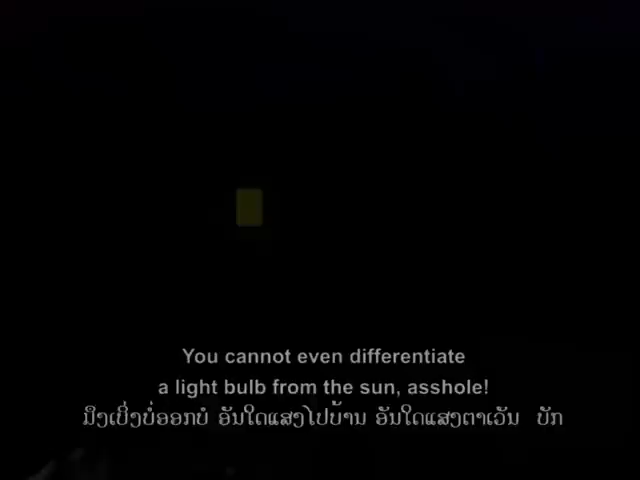 You cannot even differentiate
a light bulb from the sun, asshole!
ມຶງເບິ່ງບໍ່ອອກບໍ ອັນໃດແສງໄປບ້ານ ອັນໃດແສງຕາເວັນ ບັກ